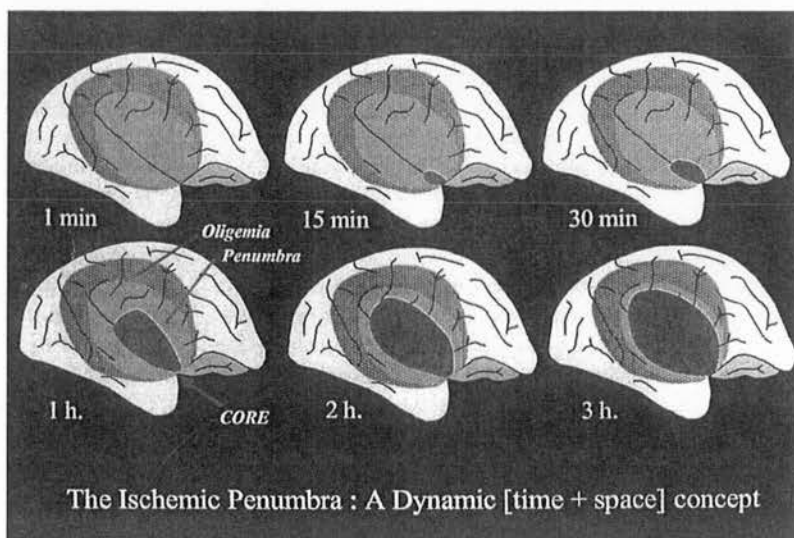 1 min
15 min
30 min
Oligemia
Penumbra
1 h.
CORE
2 h.
3 h.
The Ischemic Penumbra : A Dynamic [time + space] concept